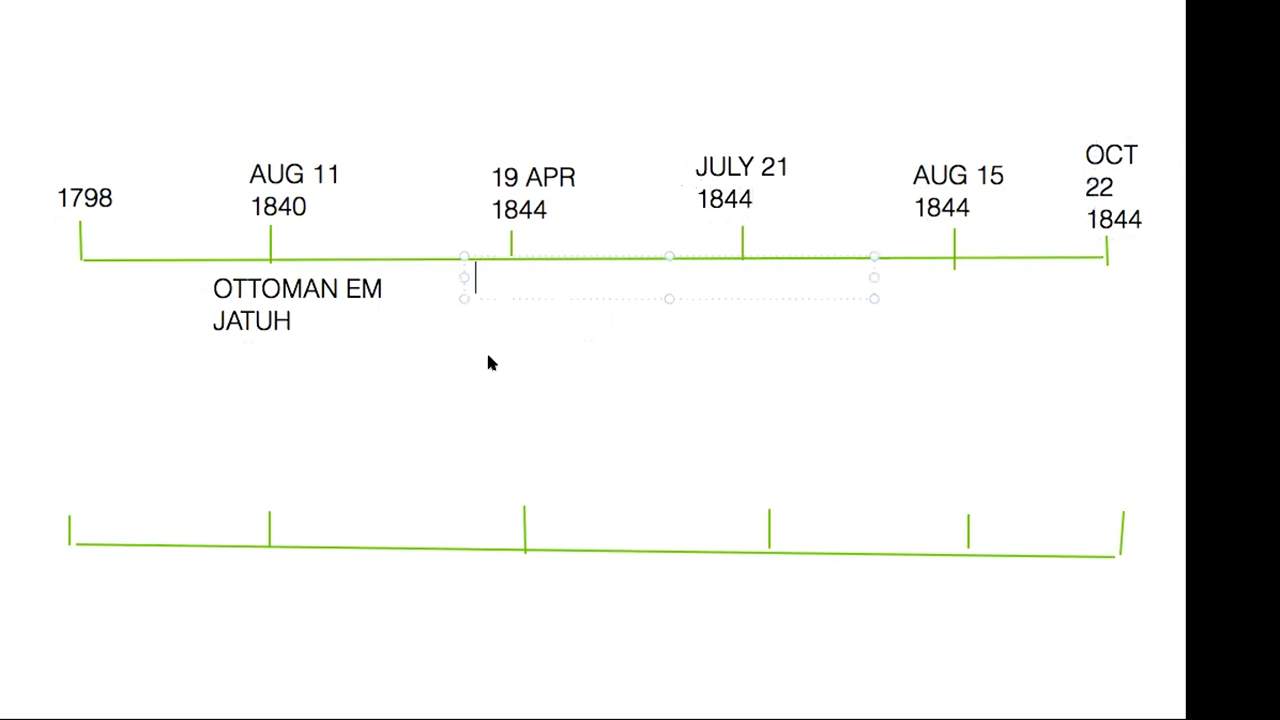 1798
AUG 11
1840
19 APR
1844
JULY 21
1844
AUG 15
1844
OCT
22
1844
OTTOMAN EM
JATUH